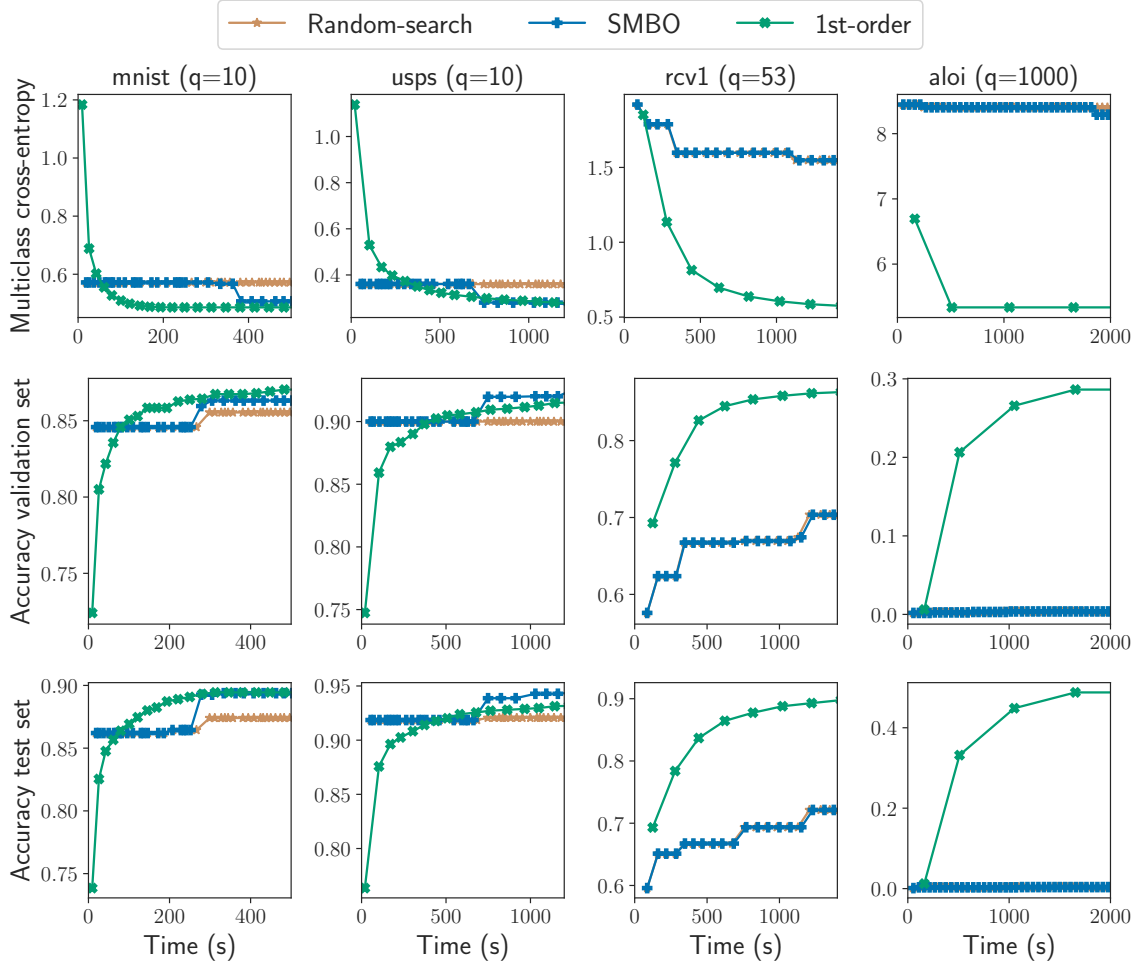 Random-search SMBO 1st-order
mnist (q=10) usps (q=10) rcv1 (q=53) aloi (q=1000)
Multiclass cross-entropy
1.2
1.0
0.8
0.6
0 200 400
1.0
0.8
0.6
0.4
0 500 1000
1.5
1.0
0.5
0 500 1000
8
7
6
0 1000 2000
Accuracy validation set
0.85
0.80
0.75
0 200 400
0.90
0.85
0.80
0.75
0 500 1000
0.8
0.7
0.6
0 500 1000
0.3
0.2
0.1
0.0
0 1000 2000
Accuracy test set
0.90
0.85
0.80
0.75
0 200 400
0.95
0.90
0.85
0.80
0 500 1000
0.9
0.8
0.7
0.6
0 500 1000
0.4
0.2
0.0
0 1000 2000
Time (s) Time (s) Time (s) Time (s)